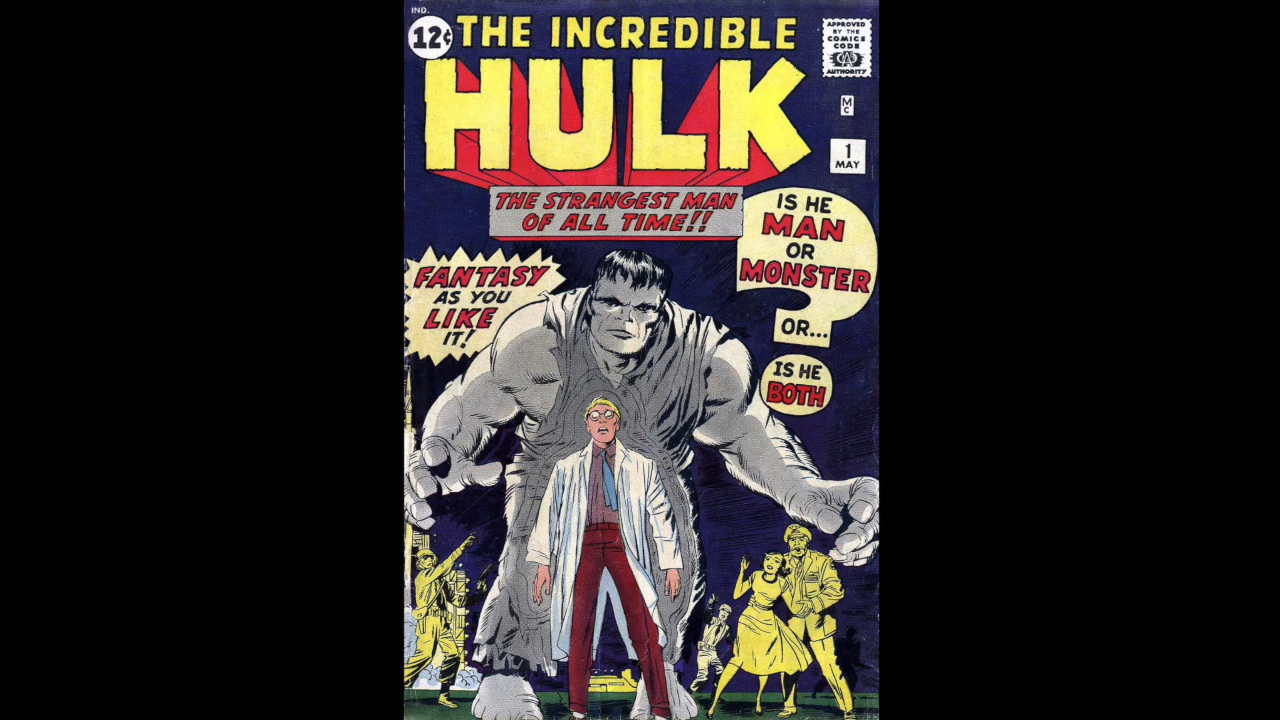 IND.
12¢
THE INCREDIBLE
HULK
APPROVED
BY THE
COMICS
CODE
CA
AUTHORITY
M
C
1
MAY
THE STRANGEST MAN
OF ALL TIME!!
IS HE
MAN
OR
MONSTER
OR...
IS HE
BOTH
FANTASY
AS YOU
LIKE
IT!